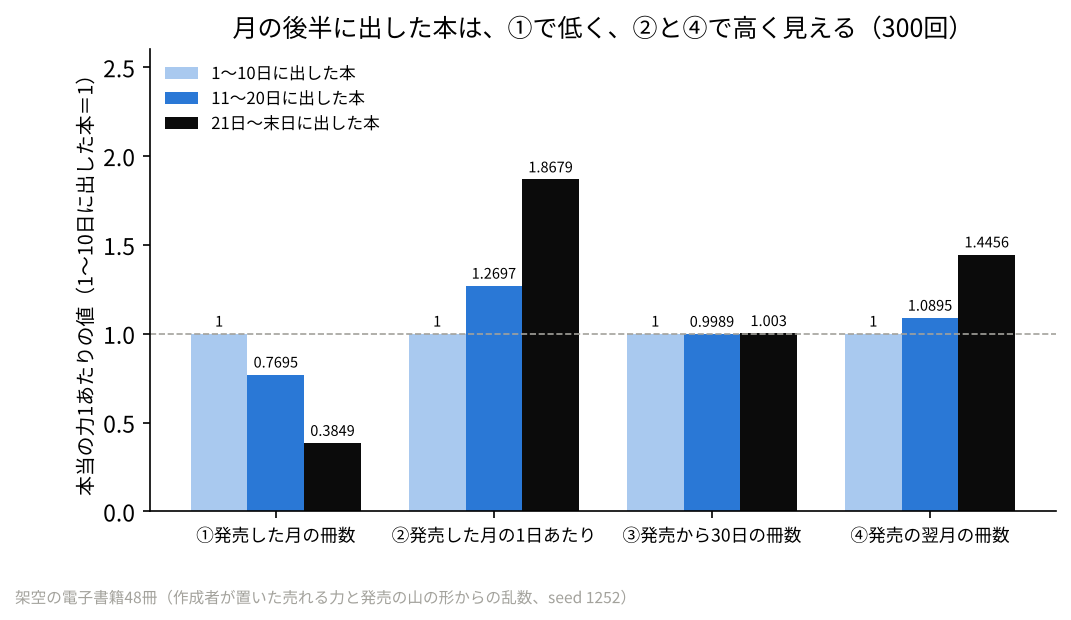 月の後半に出した本は、①で低く、②と④で高く見える（300回）
本当の力1あたりの値（1〜10日に出した本＝1）
2.5
2.0
1.5
1.0
0.5
0.0
1〜10日に出した本
11〜20日に出した本
21日〜末日に出した本
1
0.7695
0.3849
1
1.2697
1.8679
1
0.9989
1.003
1
1.0895
1.4456
①発売した月の冊数
②発売した月の1日あたり
③発売から30日の冊数
④発売の翌月の冊数
架空の電子書籍48冊（作成者が置いた売れる力と発売の山の形からの乱数、seed 1252）